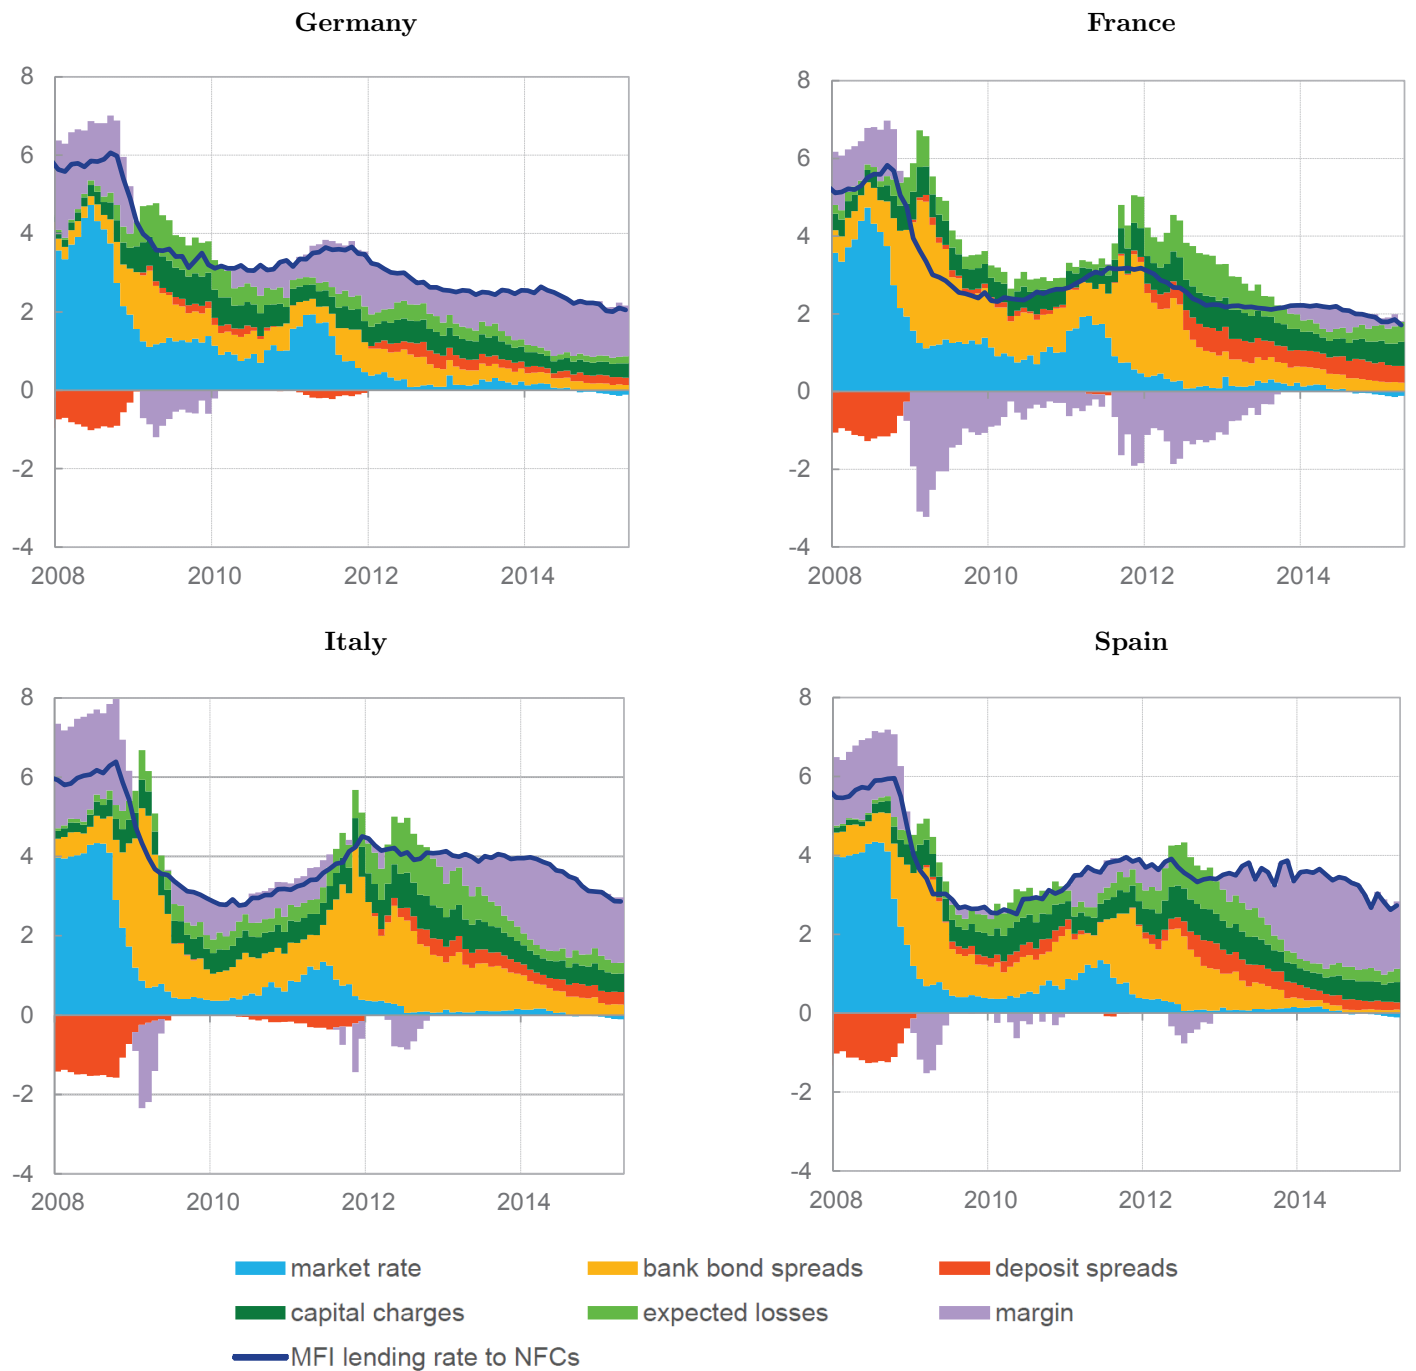 Germany
France
8
6
4
2
0
-2
-4
2008 2010 2012 2014
8
6
4
2
0
-2
-4
2008 2010 2012 2014
Italy
Spain
8
6
4
2
0
-2
-4
2008 2010 2012 2014
8
6
4
2
0
-2
-4
2008 2010 2012 2014
market rate bank bond spreads deposit spreads
capital charges expected losses margin
MFI lending rate to NFCs